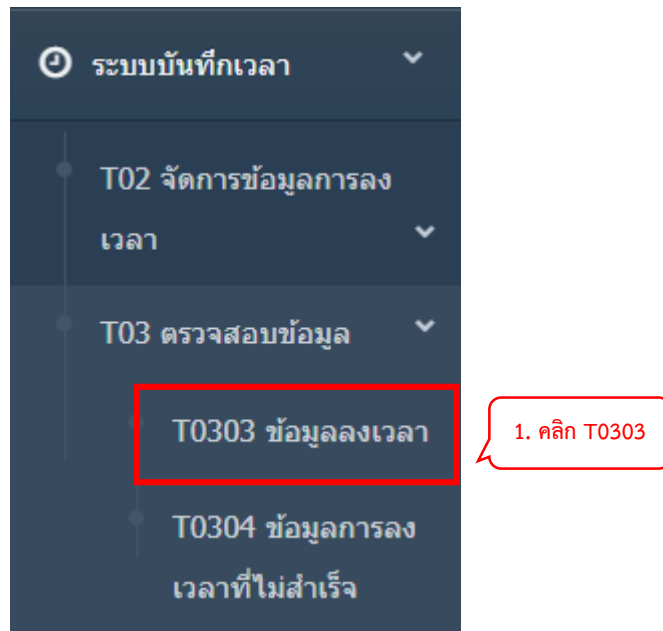 ระบบบันทึกเวลา
T02 จัดการข้อมูลการลง
เวลา
T03 ตรวจสอบข้อมูล
T0303 ข้อมูลลงเวลา
1. คลิก T0303
T0304 ข้อมูลการลง
เวลาที่ไม่สำเร็จ